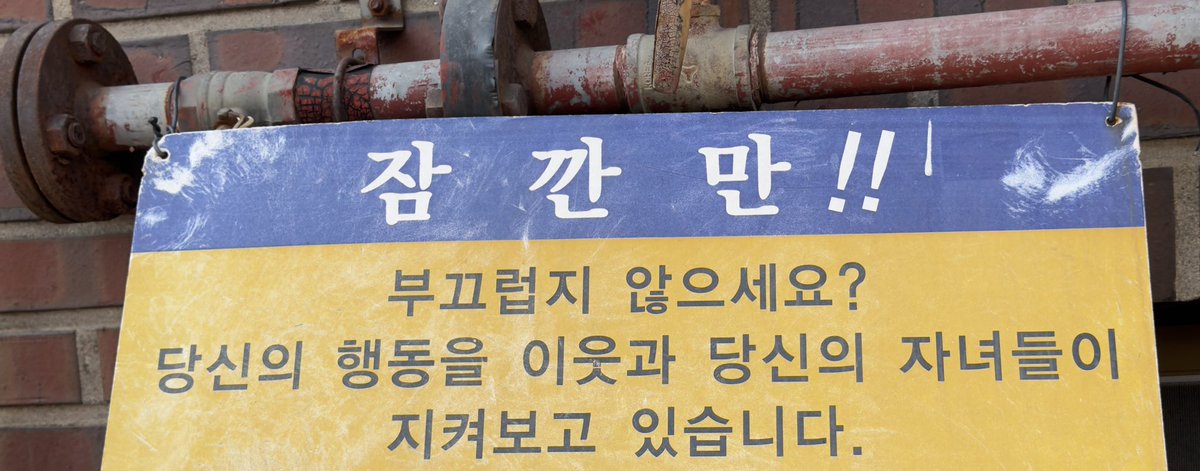 잠깐만!!
부끄럽지 않으세요?
당신의 행동을 이웃과 당신의 자녀들이
지켜보고 있습니다.